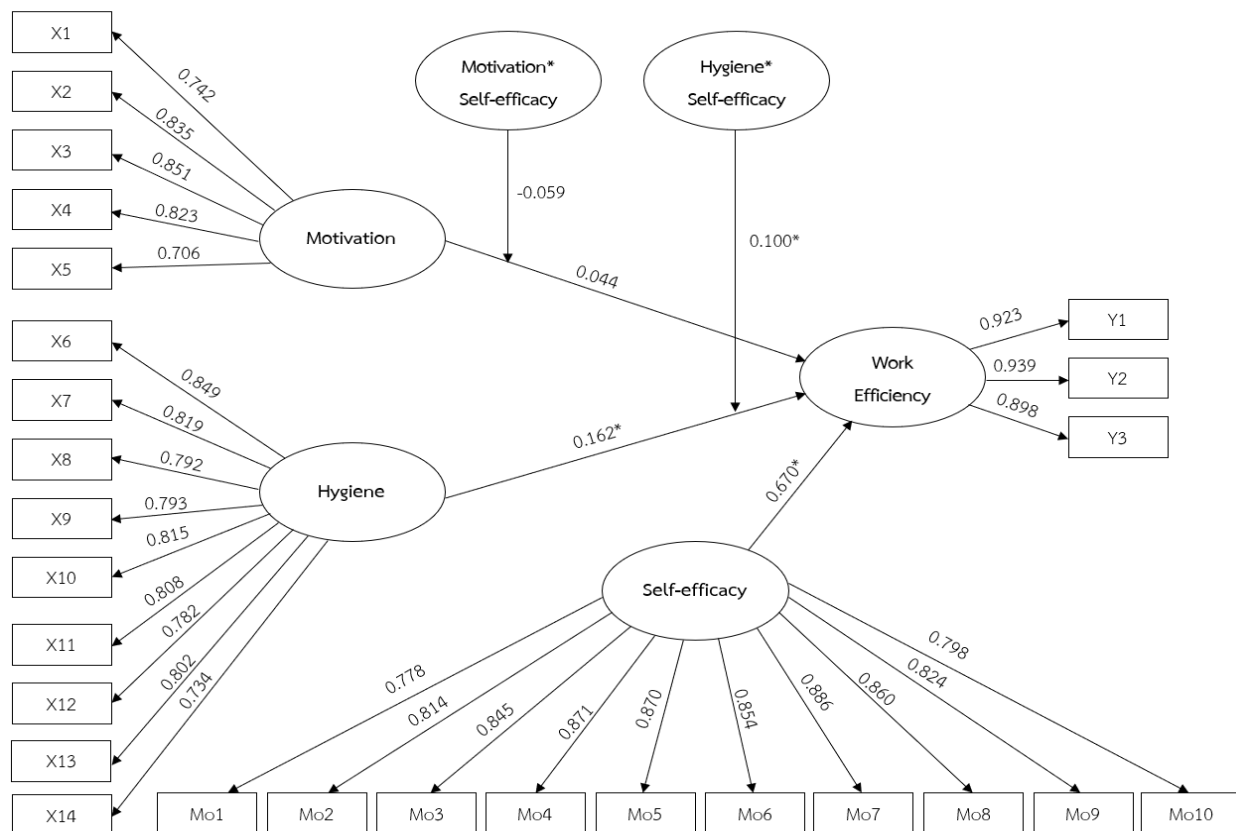 X1
X2
X3
X4
X5
X6
X7
X8
X9
X10
X11
X12
X13
X14
0.742
0.835
0.851
0.823
0.706
Motivation
Motivation*
Self-efficacy
Hygiene*
Self-efficacy
-0.059
0.100*
0.044
0.849
0.819
0.792
0.793
0.815
0.808
0.782
0.802
0.734
Hygiene
0.162*
Work
Efficiency
0.923
0.939
0.898
Y1
Y2
Y3
0.670*
Self-efficacy
0.778
0.814
0.845
0.871
0.870
0.854
0.886
0.860
0.824
0.798
Mo1
Mo2
Mo3
Mo4
Mo5
Mo6
Mo7
Mo8
Mo9
Mo10